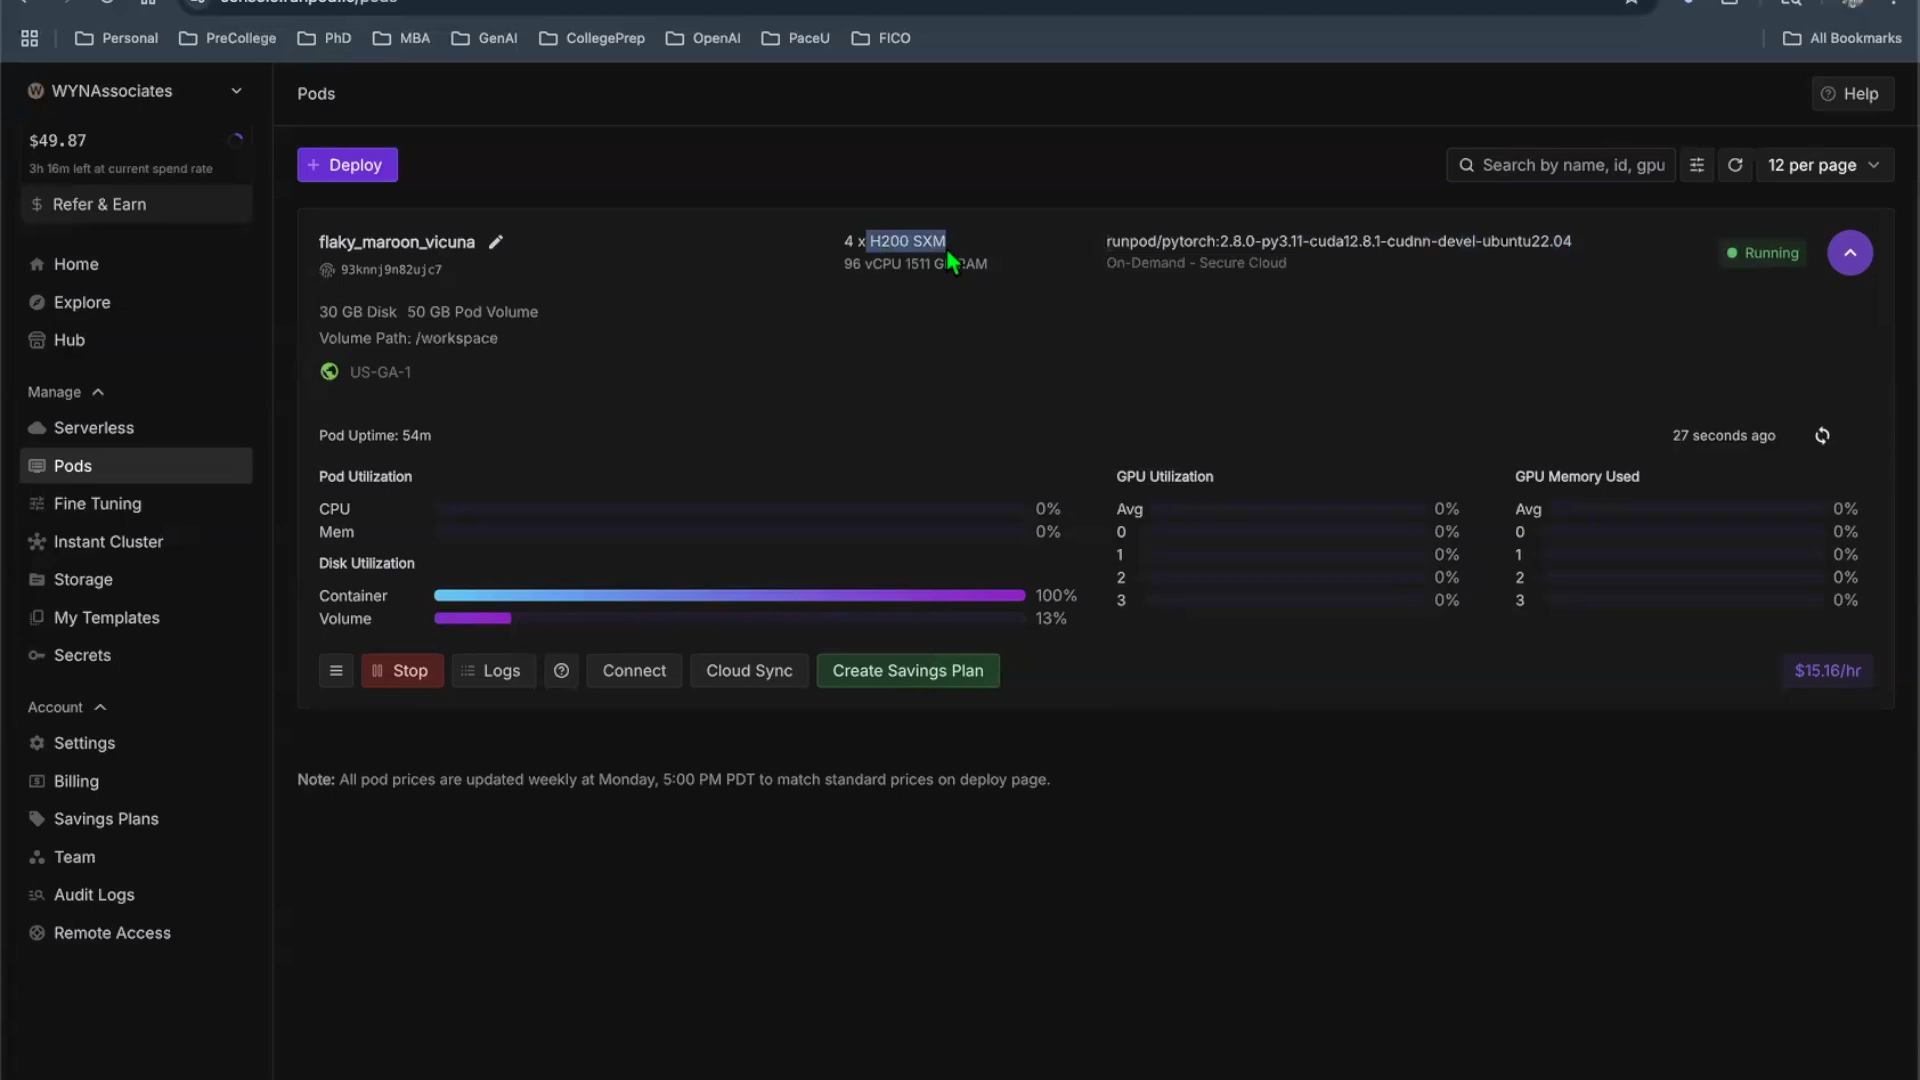 Personal PreCollege PhD MBA GenAI CollegePrep OpenAI PaceU FICO All Bookmarks
W WYNAssociates
$49.87
3h 16m left at current spend rate
$ Refer & Earn
Home
Explore
Hub
Manage
Serverless
Pods
Fine Tuning
Instant Cluster
Storage
My Templates
Secrets
Account
Settings
Billing
Savings Plans
Team
Audit Logs
Remote Access
Pods
Help
+ Deploy
Search by name, id, gpu
12 per page
flaky_maroon_vicuna
93knnj9n82ujc7
4 x H200 SXM
96 vCPU 1511 G RAM
runpod/pytorch:2.8.0-py3.11-cuda12.8.1-cudnn-devel-ubuntu22.04
On-Demand - Secure Cloud
Running
30 GB Disk 50 GB Pod Volume
Volume Path: /workspace
US-GA-1
Pod Uptime: 54m
27 seconds ago
Pod Utilization
CPU 0%
Mem 0%
Disk Utilization
Container 100%
Volume 13%
GPU Utilization
Avg 0%
0 0%
1 0%
2 0%
3 0%
GPU Memory Used
Avg 0%
0 0%
1 0%
2 0%
3 0%
Stop
Logs
Connect
Cloud Sync
Create Savings Plan
$15.16/hr
Note: All pod prices are updated weekly at Monday, 5:00 PM PDT to match standard prices on deploy page.